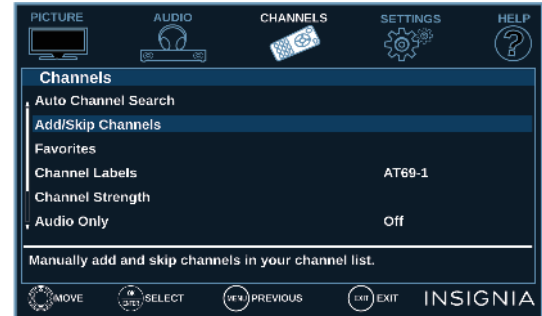 PICTURE AUDIO CHANNELS SETTINGS HELP
Channels
Auto Channel Search
Add/Skip Channels
Favorites
Channel Labels AT69-1
Channel Strength
Audio Only Off
Manually add and skip channels in your channel list.
MOVE ENTER SELECT MENU PREVIOUS EXIT EXIT INSIGNIA